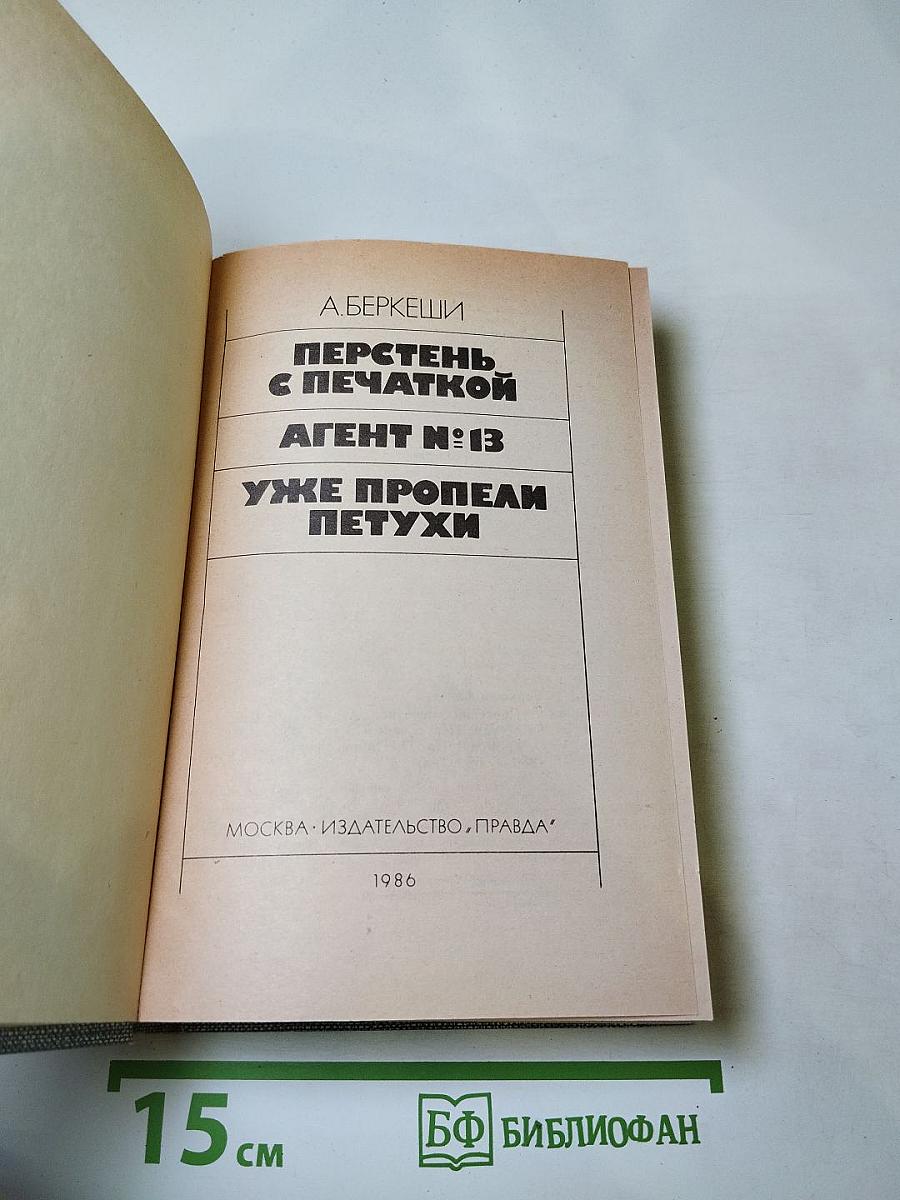 А. БЕРКЕШИ
ПЕРСТЕНЬ
С ПЕЧАТКОЙ
АГЕНТ № 13
УЖЕ ПРОПЕЛИ
ПЕТУХИ
МОСКВА · ИЗДАТЕЛЬСТВО „ПРАВДА“
1986
15 см
БФ БИБЛИОФАН